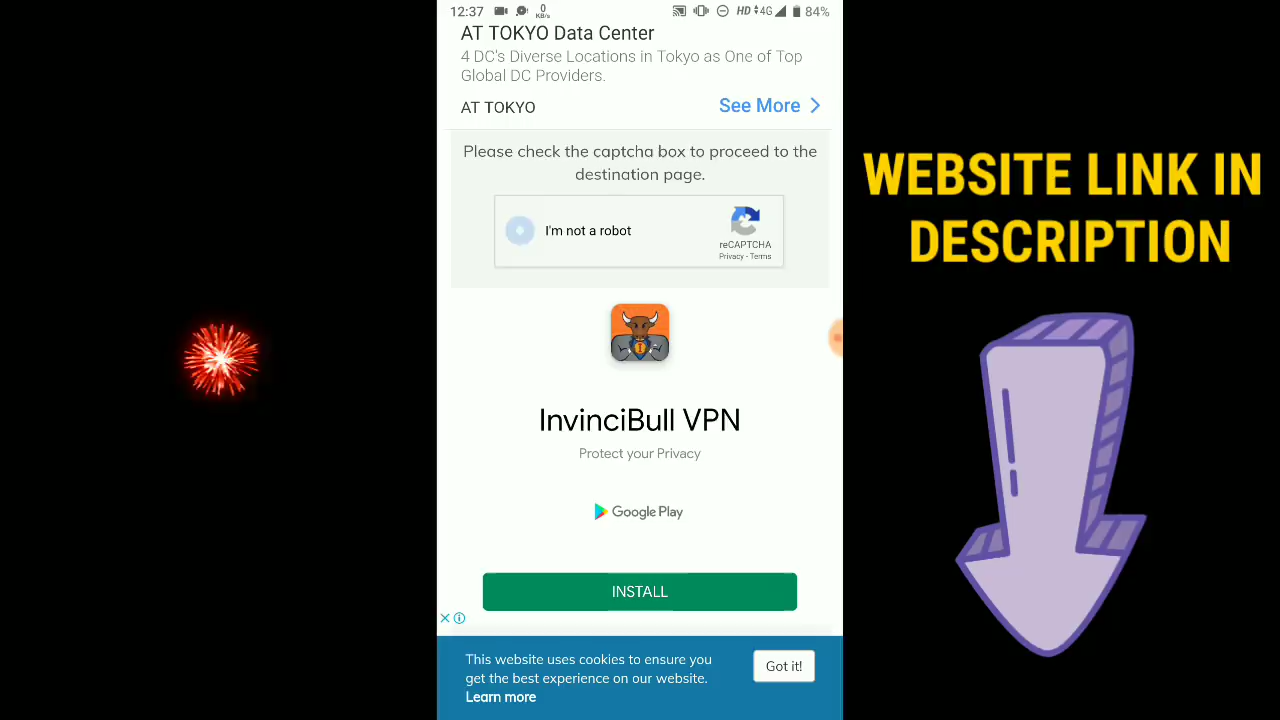 12:37
0
KB/s
HD 4G 84%
AT TOKYO Data Center
4 DC's Diverse Locations in Tokyo as One of Top
Global DC Providers.
AT TOKYO
See More
Please check the captcha box to proceed to the
destination page.
I'm not a robot
reCAPTCHA
Privacy - Terms
InvinciBull VPN
Protect your Privacy
Google Play
INSTALL
This website uses cookies to ensure you
get the best experience on our website.
Learn more
Got it!
WEBSITE LINK IN
DESCRIPTION